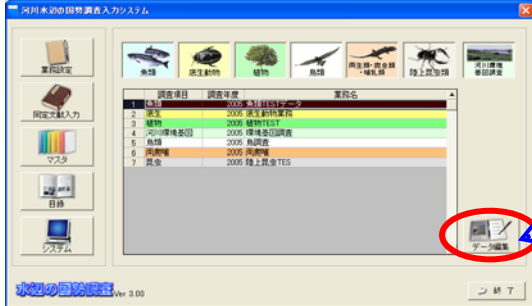 河川水辺の国勢調査入力システム
業務設定
同定文献入力
マスタ
目録
システム
魚類
底生動物
植物
鳥類
両生類・爬虫類・哺乳類
陸上昆虫類
河川環境基図調査
調査項目 調査年度 業務名
1 魚類 2005 魚類TESTデータ
2 底生 2005 底生動物業務
3 植物 2005 植物TEST
4 河川環境基図 2005 環境基図調査
5 鳥類 2005 鳥調査
6 両爬哺 2005 両爬哺
7 昆虫 2005 陸上昆虫TES
データ編集
水辺の国勢調査 Ver 3.00
終了